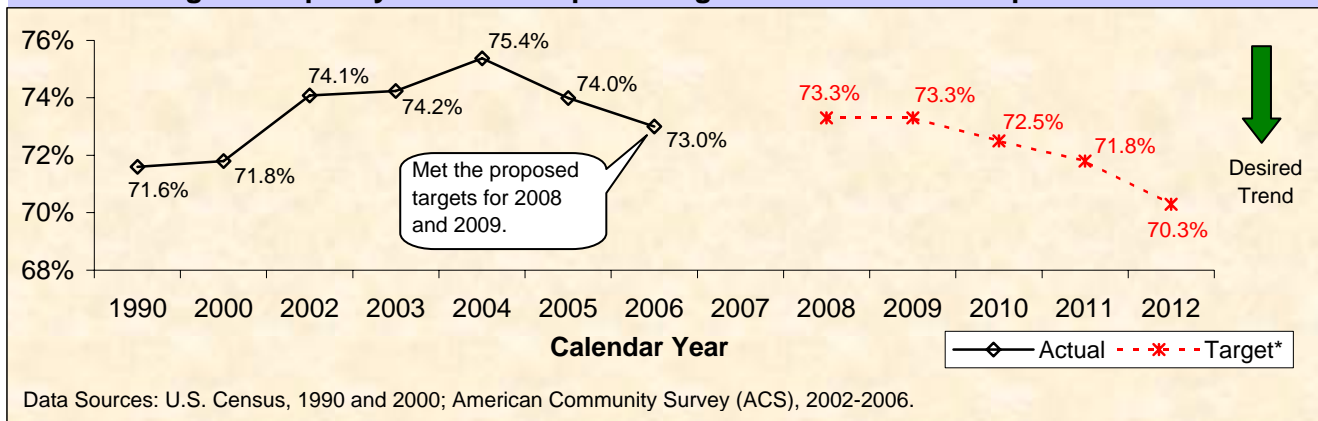 76%
74%
72%
70%
68%
71.6%
71.8%
74.1%
74.2%
75.4%
74.0%
73.0%
Met the proposed
targets for 2008
and 2009.
73.3%
73.3%
72.5%
71.8%
70.3%
Desired
Trend
1990 2000 2002 2003 2004 2005 2006 2007 2008 2009 2010 2011 2012
Calendar Year
Actual Target*
Data Sources: U.S. Census, 1990 and 2000; American Community Survey (ACS), 2002-2006.